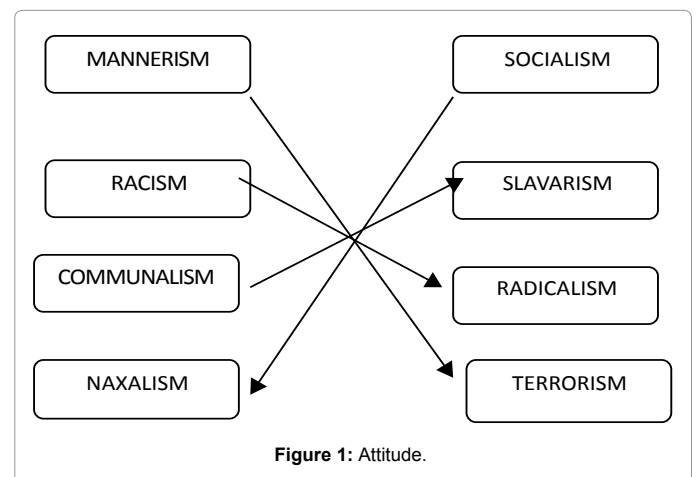 MANNERISM
SOCIALISM
RACISM
SLAVARISM
COMMUNALISM
RADICALISM
NAXALISM
TERRORISM
Figure 1: Attitude.